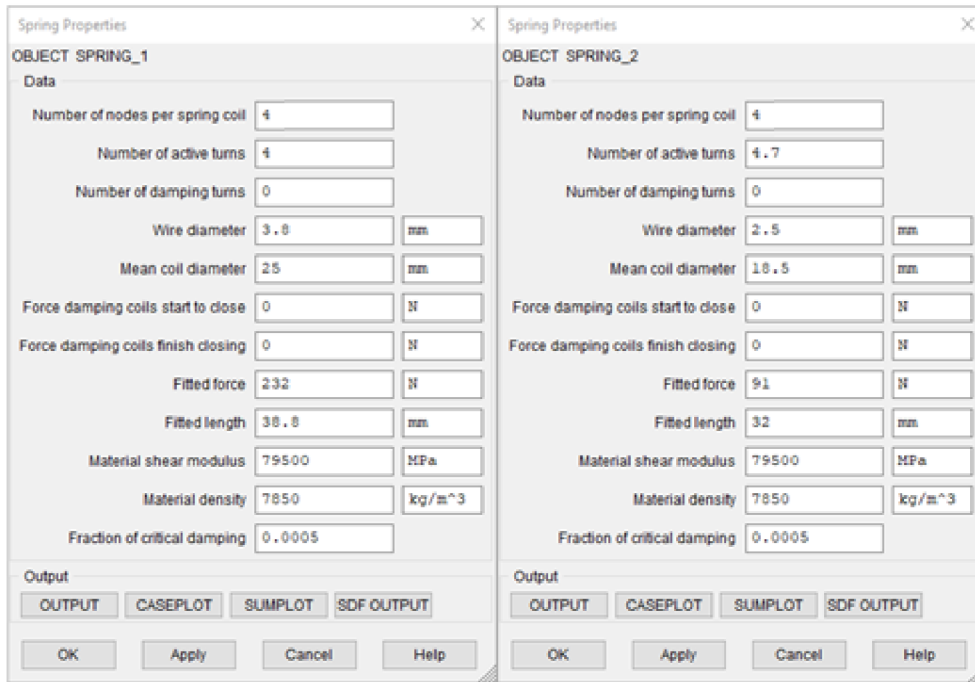 Spring Properties
OBJECT SPRING_1
Data
Number of nodes per spring coil 4
Number of active turns 4
Number of damping turns 0
Wire diameter 3.8 mm
Mean coil diameter 25 mm
Force damping coils start to close 0 N
Force damping coils finish closing 0 N
Fitted force 232 N
Fitted length 38.8 mm
Material shear modulus 79500 MPa
Material density 7850 kg/m^3
Fraction of critical damping 0.0005
Output
OUTPUT CASEPLOT SUMPLOT SDF OUTPUT
OK Apply Cancel Help
Spring Properties
OBJECT SPRING_2
Data
Number of nodes per spring coil 4
Number of active turns 4.7
Number of damping turns 0
Wire diameter 2.5 mm
Mean coil diameter 18.5 mm
Force damping coils start to close 0 N
Force damping coils finish closing 0 N
Fitted force 91 N
Fitted length 32 mm
Material shear modulus 79500 MPa
Material density 7850 kg/m^3
Fraction of critical damping 0.0005
Output
OUTPUT CASEPLOT SUMPLOT SDF OUTPUT
OK Apply Cancel Help